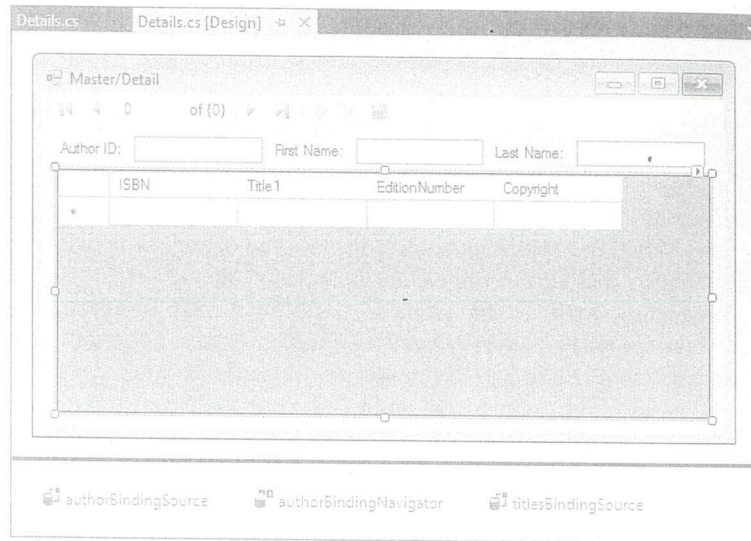 Details.cs Details.cs [Design]
Master/Detail
0 of {0}
Author ID: First Name: Last Name:
ISBN Title1 EditionNumber Copyright
*
authorBindingSource authorBindingNavigator titlesBindingSource